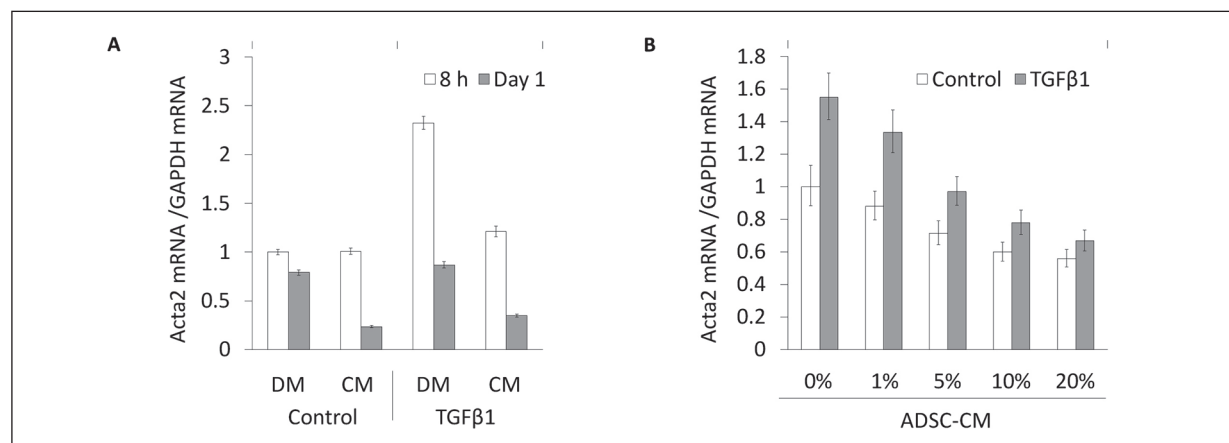 A
3
2.5
2
1.5
1
0.5
0
Acta2 mRNA /GAPDH mRNA
8 h Day 1
DM CM DM CM
Control TGFβ1
B
1.8
1.6
1.4
1.2
1
0.8
0.6
0.4
0.2
0
Acta2 mRNA /GAPDH mRNA
Control TGFβ1
0% 1% 5% 10% 20%
ADSC-CM